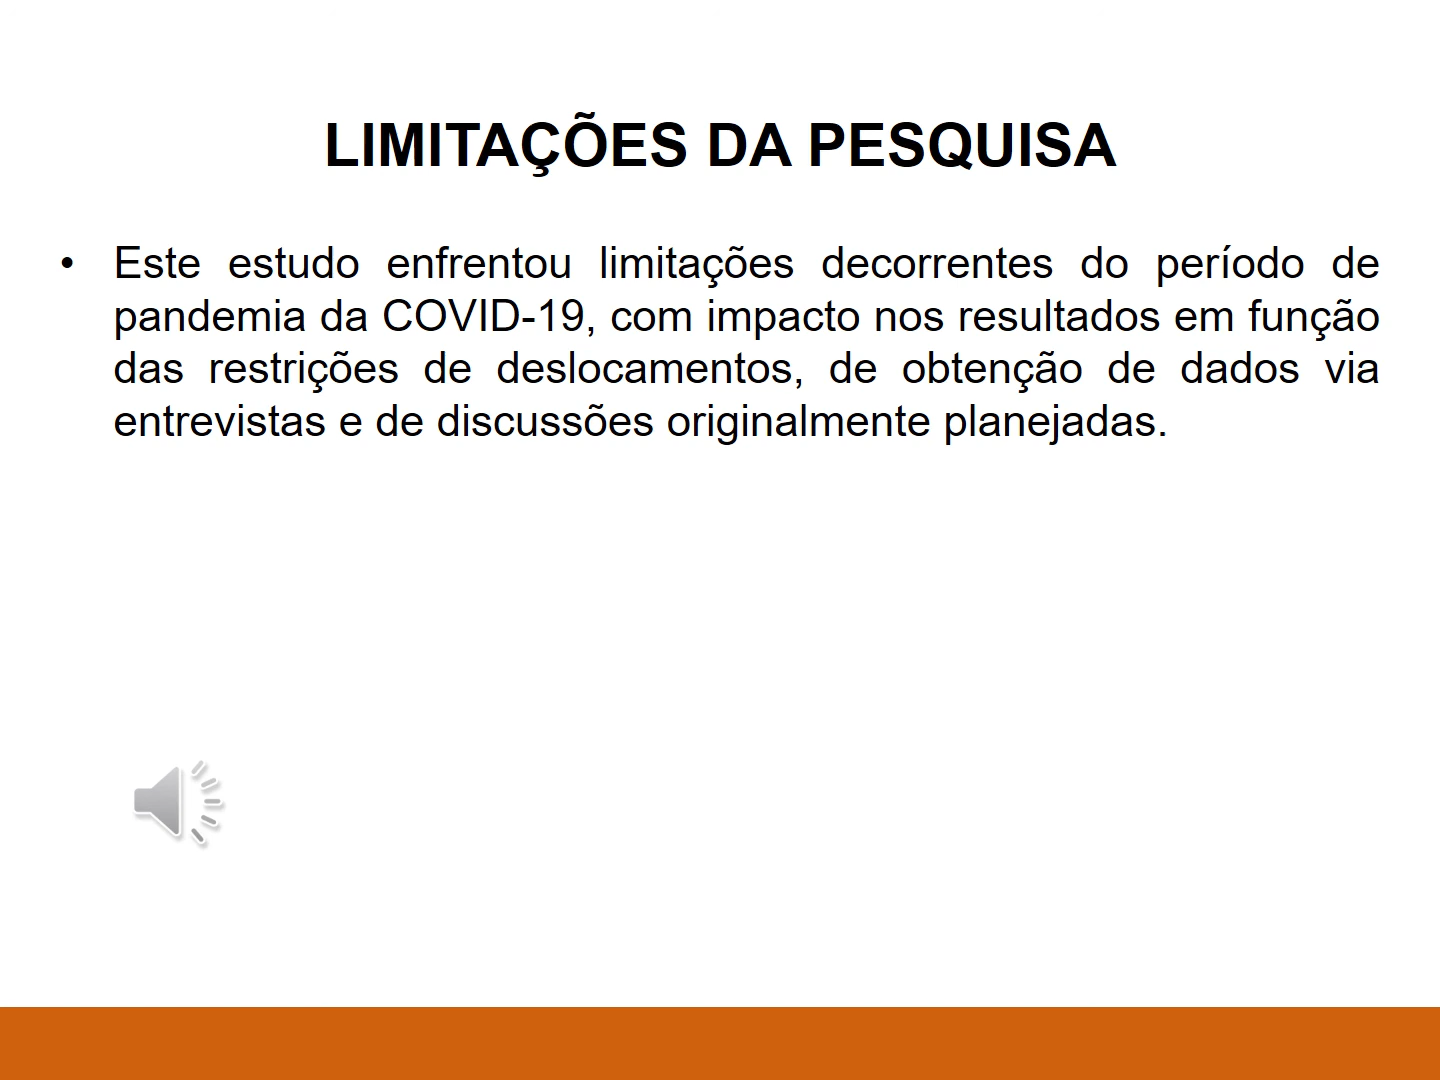 LIMITAÇÕES DA PESQUISA
• Este estudo enfrentou limitações decorrentes do período de
pandemia da COVID-19, com impacto nos resultados em função
das restrições de deslocamentos, de obtenção de dados via
entrevistas e de discussões originalmente planejadas.